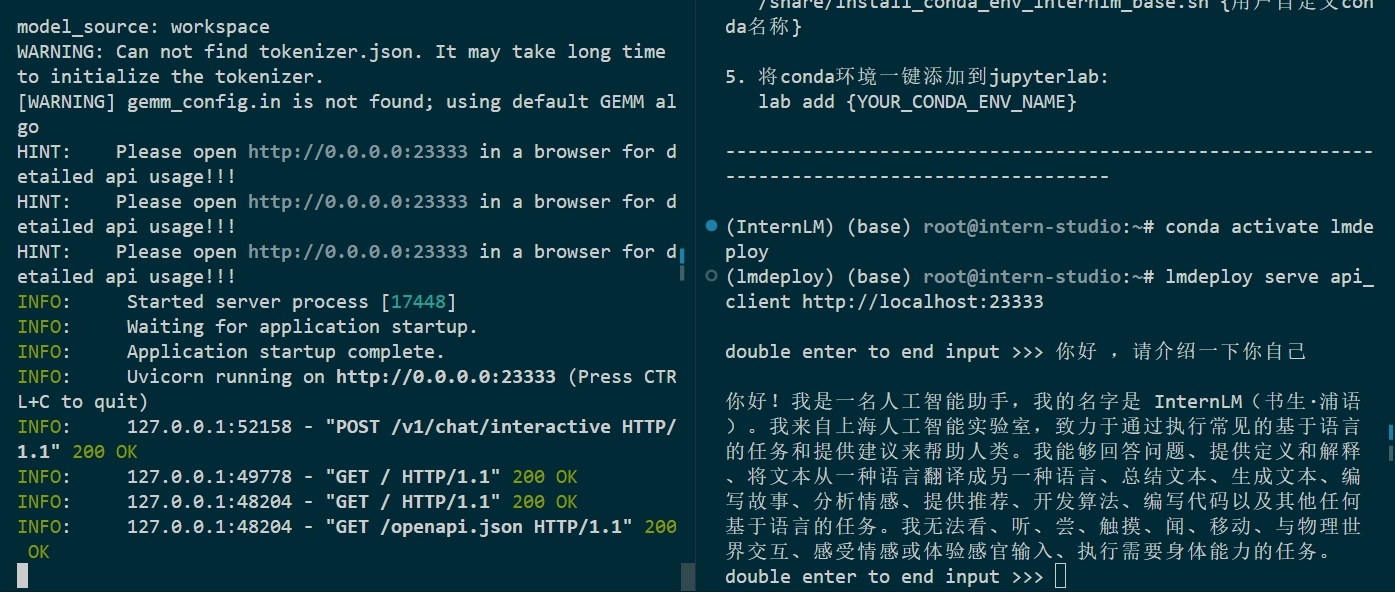 model_source: workspace
WARNING: Can not find tokenizer.json. It may take long time
to initialize the tokenizer.
[WARNING] gemm_config.in is not found; using default GEMM al
go
HINT:    Please open http://0.0.0.0:23333 in a browser for d
etailed api usage!!!
HINT:    Please open http://0.0.0.0:23333 in a browser for d
etailed api usage!!!
HINT:    Please open http://0.0.0.0:23333 in a browser for d
etailed api usage!!!
INFO:     Started server process [17448]
INFO:     Waiting for application startup.
INFO:     Application startup complete.
INFO:     Uvicorn running on http://0.0.0.0:23333 (Press CTR
L+C to quit)
INFO:     127.0.0.1:52158 - "POST /v1/chat/interactive HTTP/
1.1" 200 OK
INFO:     127.0.0.1:49778 - "GET / HTTP/1.1" 200 OK
INFO:     127.0.0.1:48204 - "GET / HTTP/1.1" 200 OK
INFO:     127.0.0.1:48204 - "GET /openapi.json HTTP/1.1" 200
 OK
/share/install_conda_env_internlm_base.sh {用户自定义con
da名称}
5. 将conda环境一键添加到jupyterlab:
   lab add {YOUR_CONDA_ENV_NAME}
-----------------------------------------------------------
-----------------------------------
(InternLM) (base) root@intern-studio:~# conda activate lmde
ploy
(lmdeploy) (base) root@intern-studio:~# lmdeploy serve api_
client http://localhost:23333
double enter to end input >>> 你好 ，请介绍一下你自己
你好！我是一名人工智能助手，我的名字是 InternLM（书生·浦语
）。我来自上海人工智能实验室，致力于通过执行常见的基于语言
的任务和提供建议来帮助人类。我能够回答问题、提供定义和解释
、将文本从一种语言翻译成另一种语言、总结文本、生成文本、编
写故事、分析情感、提供推荐、开发算法、编写代码以及其他任何
基于语言的任务。我无法看、听、尝、触摸、闻、移动、与物理世
界交互、感受情感或体验感官输入、执行需要身体能力的任务。
double enter to end input >>>